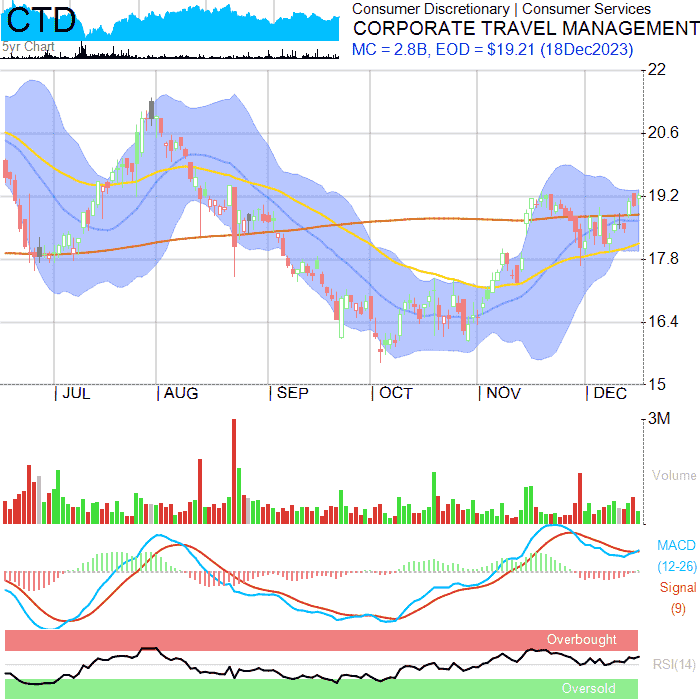 CTD
5yr Chart
Consumer Discretionary | Consumer Services
CORPORATE TRAVEL MANAGEMENT
MC = 2.8B, EOD = $19.21 (18Dec2023)
22
20.6
19.2
17.8
16.4
15
| JUL | AUG | SEP | OCT | NOV | DEC
3M
Volume
MACD
(12-26)
Signal
(9)
Overbought
RSI(14)
Oversold